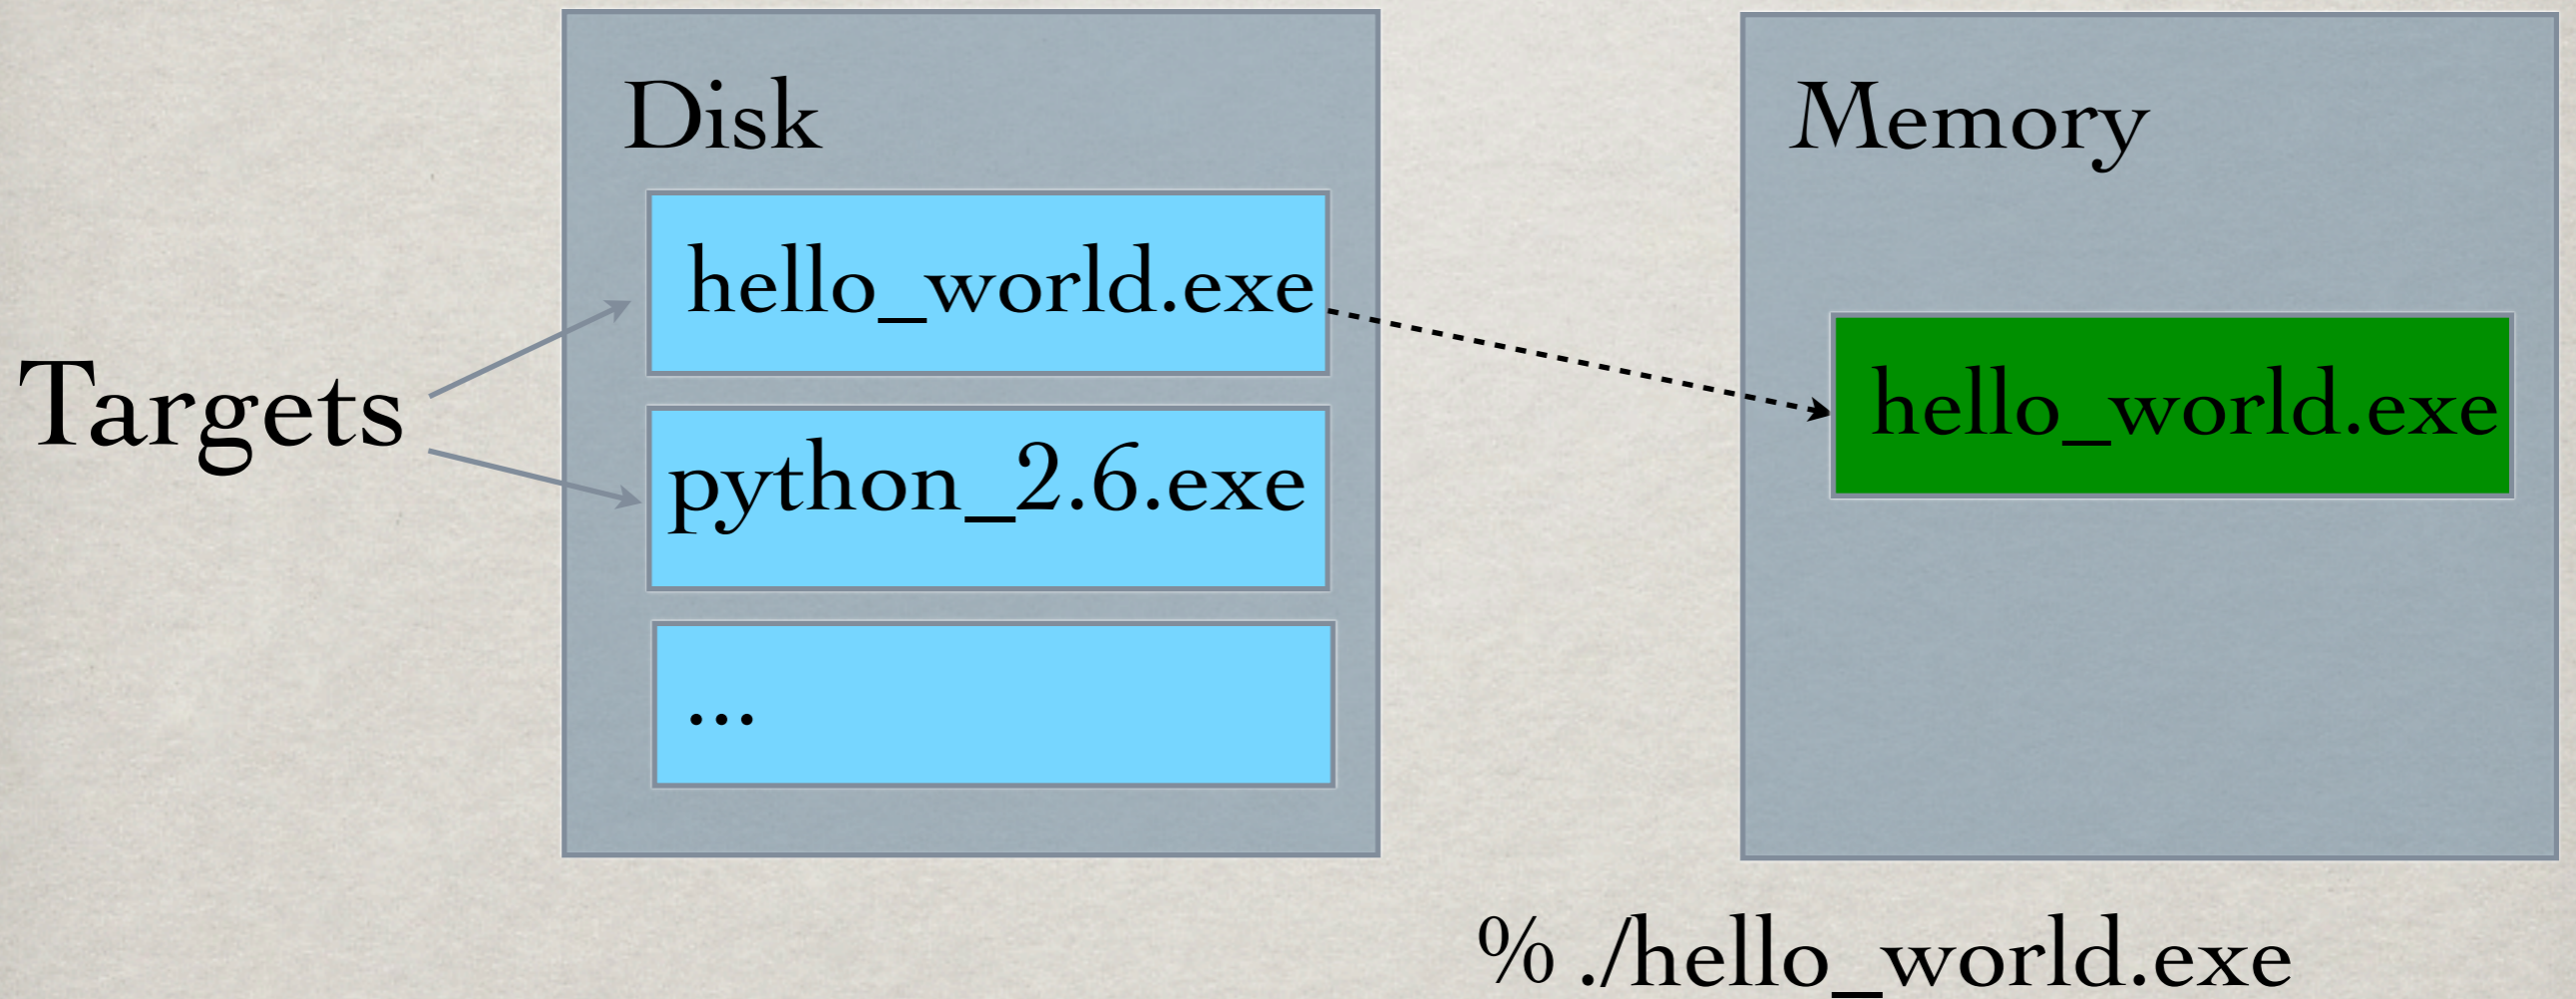 Disk
Memory
hello_world.exe
Targets
hello_world.exe
python_2.6.exe
...
% ./hello_world.exe